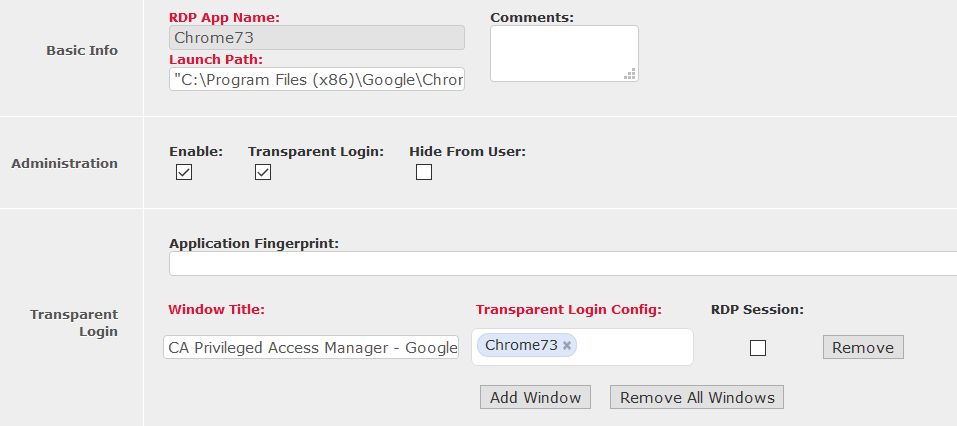 RDP App Name:
Comments:
Chrome73
Basic Info
Launch Path:
"C:\Program Files (x86)\Google\Chror
Enable:
Transparent Login:
Hide From User:
Administration
Application Fingerprint:
Transparent
Login
Window Title:
Transparent Login Config:
RDP Session:
CA Privileged Access Manager - Google
Chrome73 ×
Remove
Add Window
Remove All Windows